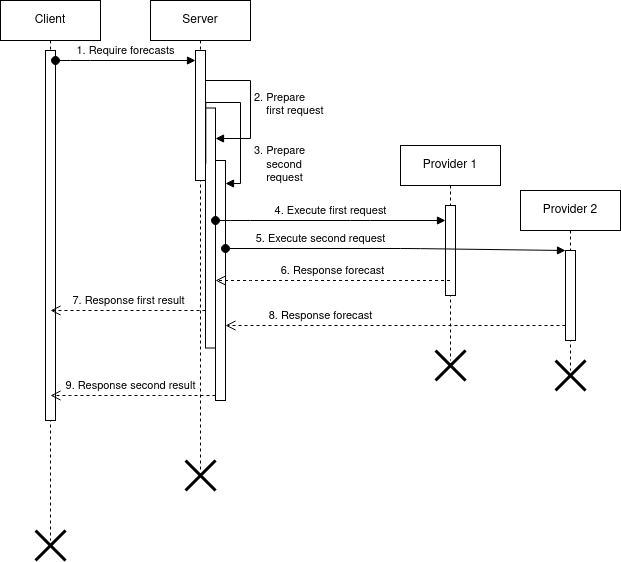 Client
Server
1. Require forecasts
2. Prepare
first request
3. Prepare
second
request
Provider 1
Provider 2
4. Execute first request
5. Execute second request
6. Response forecast
7. Response first result
8. Response forecast
9. Response second result